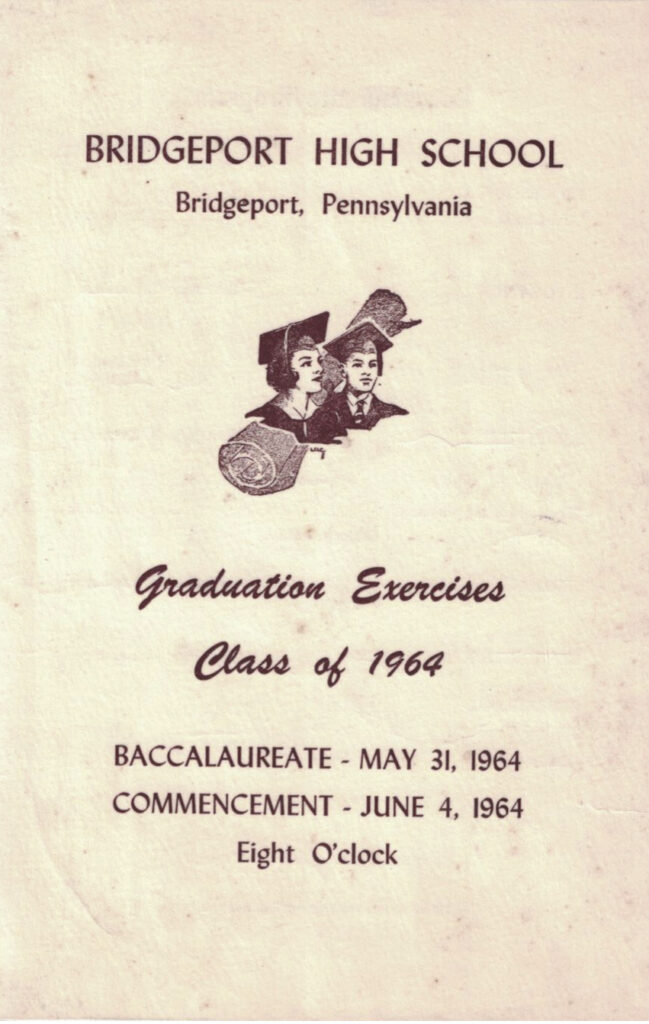 BRIDGEPORT HIGH SCHOOL
Bridgeport, Pennsylvania
Graduation Exercises
Class of 1964
BACCALAUREATE - MAY 31, 1964
COMMENCEMENT - JUNE 4, 1964
Eight O'clock